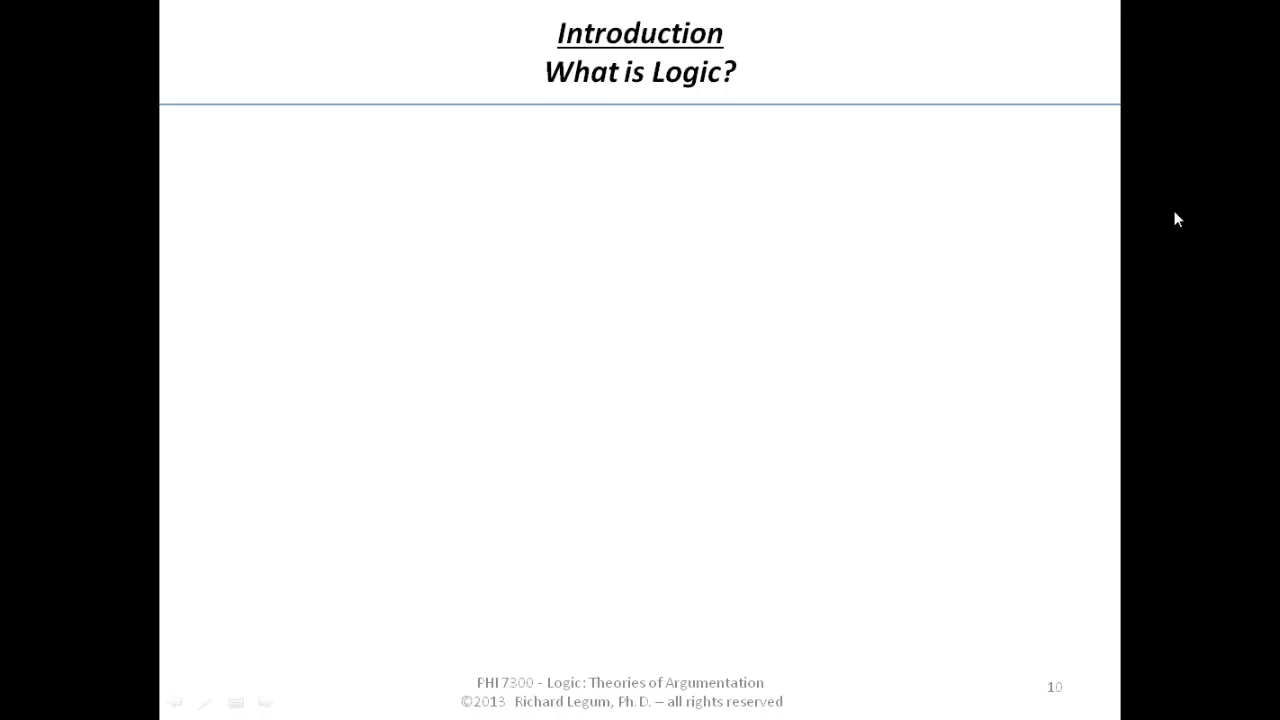 Introduction
What is Logic?
PHI 7300 - Logic: Theories of Argumentation
©2013 Richard Legum, Ph.D. – all rights reserved
10